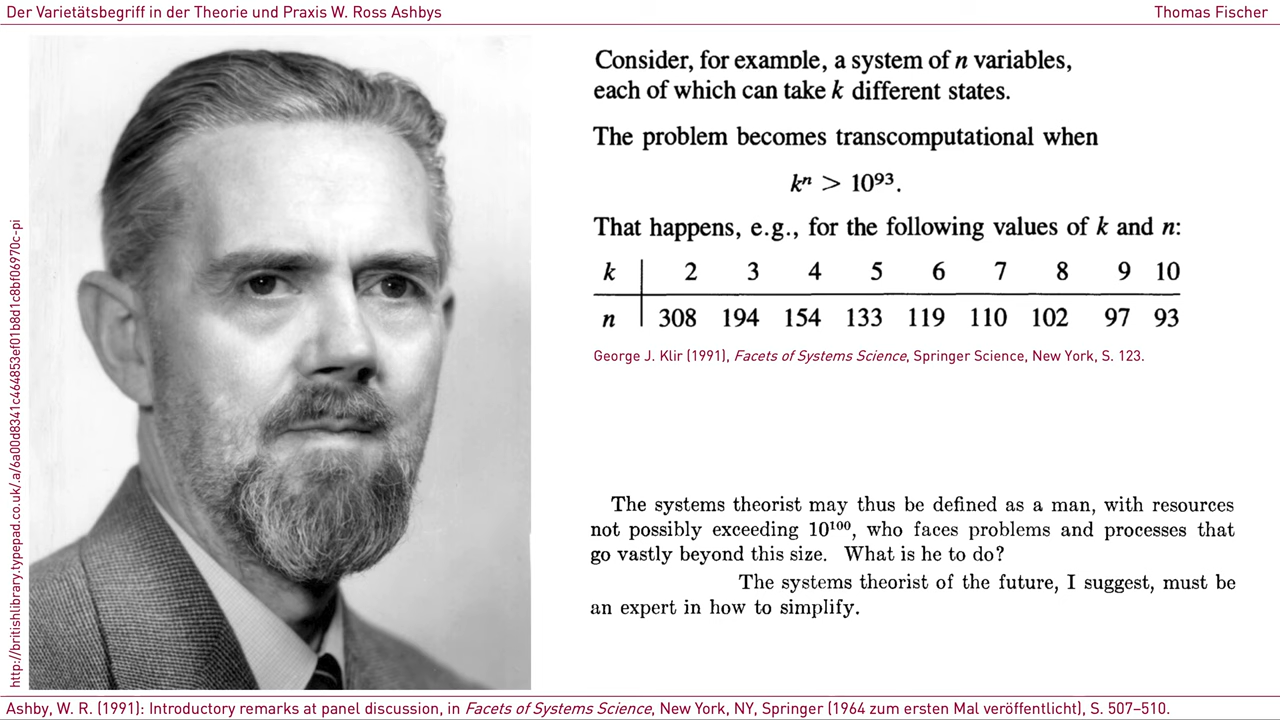 Der Varietätsbegriff in der Theorie und Praxis W. Ross Ashbys
Thomas Fischer
http://britishlibrary.typepad.co.uk/.a/6a00d8341c464853ef01b8d1c8bf06970c-pi
Consider, for example, a system of n variables,
each of which can take k different states.
The problem becomes transcomputational when
kⁿ > 10⁹³.
That happens, e.g., for the following values of k and n:
k 2 3 4 5 6 7 8 9 10
n 308 194 154 133 119 110 102 97 93
George J. Klir (1991), Facets of Systems Science, Springer Science, New York, S. 123.
The systems theorist may thus be defined as a man, with resources
not possibly exceeding 10¹⁰⁰, who faces problems and processes that
go vastly beyond this size. What is he to do?
The systems theorist of the future, I suggest, must be
an expert in how to simplify.
Ashby, W. R. (1991): Introductory remarks at panel discussion, in Facets of Systems Science, New York, NY, Springer (1964 zum ersten Mal veröffentlicht), S. 507–510.